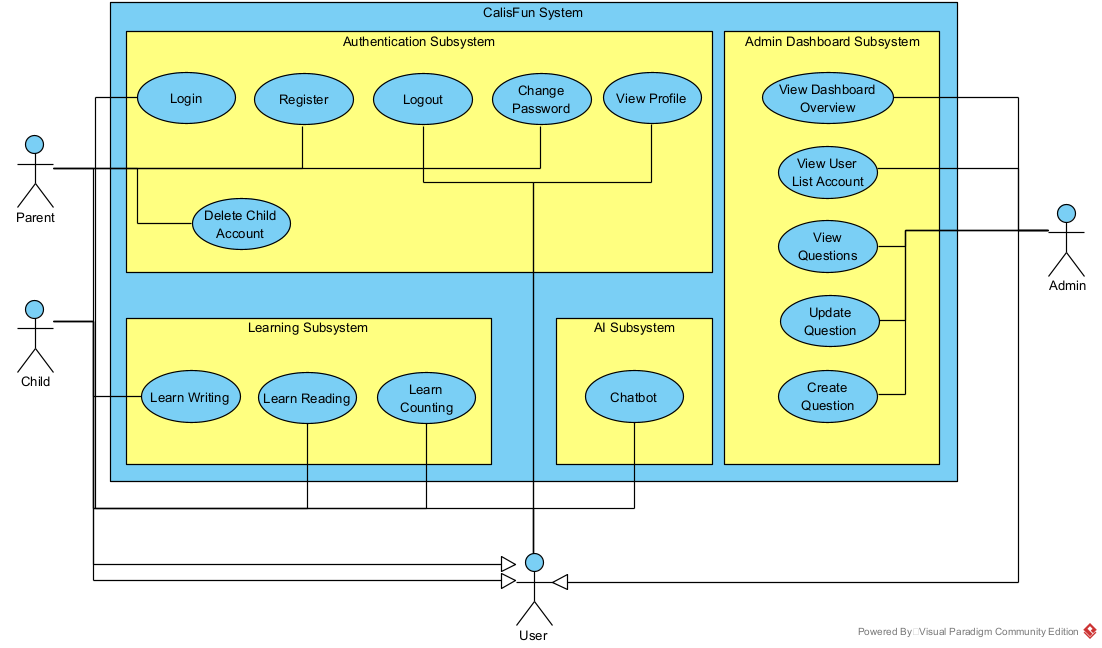 CalisFun System
Authentication Subsystem
Admin Dashboard Subsystem
Login
Register
Logout
Change
Password
View Profile
View Dashboard
Overview
Parent
View User
List Account
Delete Child
Account
View
Questions
Admin
Child
Learning Subsystem
AI Subsystem
Update
Question
Learn Writing
Learn Reading
Learn
Counting
Chatbot
Create
Question
User
Powered By Visual Paradigm Community Edition